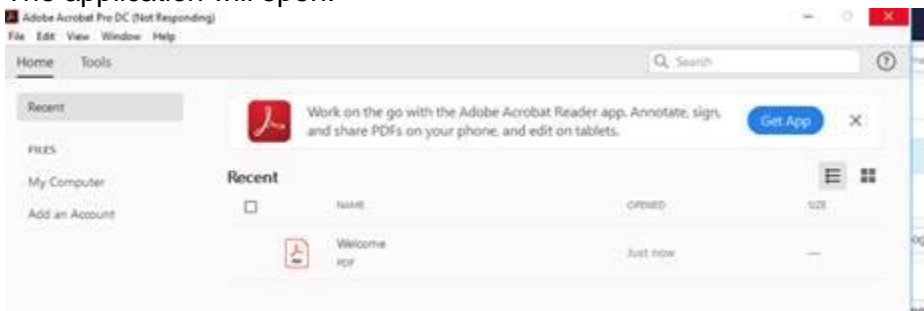 The application will open.
Adobe Acrobat Pro DC (Not Responding)
File Edit View Window Help
Home Tools
Search
Recent
Work on the go with the Adobe Acrobat Reader app. Annotate, sign,
and share PDFs on your phone, and edit on tablets.
Get App
FILES
My Computer
Add an Account
Recent
NAME OPENED SIZE
Welcome
PDF
Just now
—